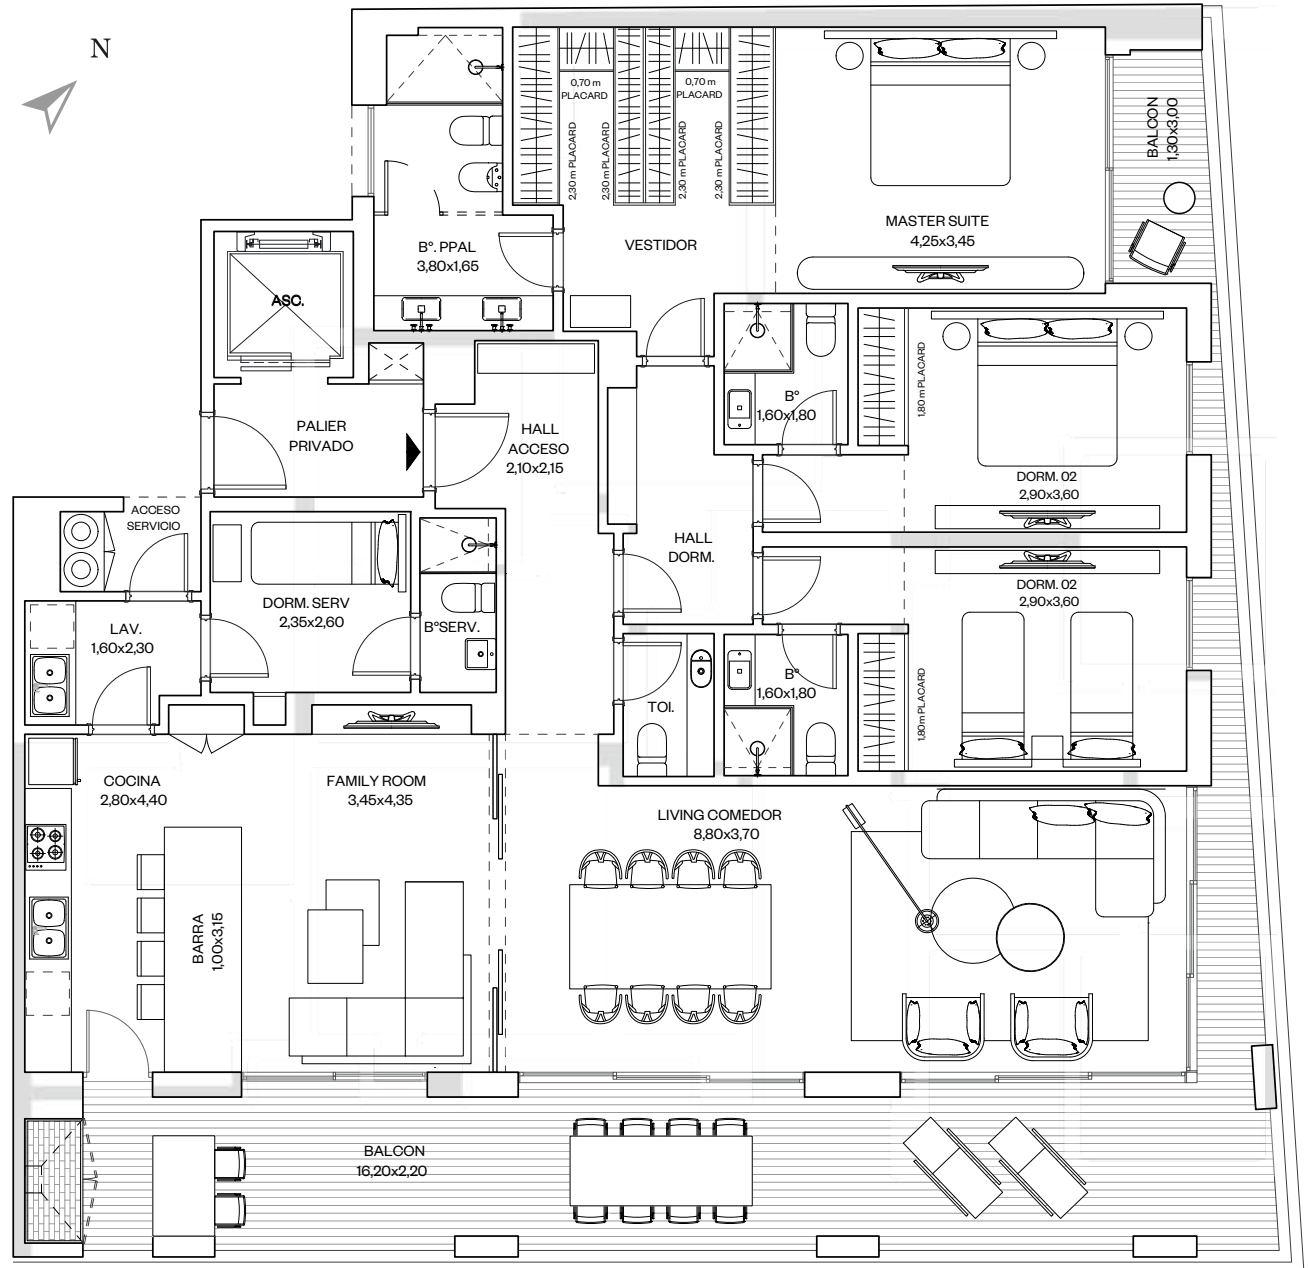 N
0,70 m
PLACARD
0,70 m
PLACARD
2,30 m PLACARD
2,30 m PLACARD
2,30 m PLACARD
2,30 m PLACARD
BALCON
1,30x3,00
MASTER SUITE
4,25x3,45
VESTIDOR
B°. PPAL
3,80x1,65
ASC.
PALIER
PRIVADO
HALL
ACCESO
2,10x2,15
B°
1,60x1,80
1,80 m PLACARD
DORM. 02
2,90x3,60
ACCESO
SERVICIO
HALL
DORM.
DORM. 02
2,90x3,60
DORM. SERV
2,35x2,60
B°SERV.
LAV.
1,60x2,30
B°
1,60x1,80
TOI.
1,80 m PLACARD
COCINA
2,80x4,40
FAMILY ROOM
3,45x4,35
LIVING COMEDOR
8,80x3,70
BARRA
1,00x3,15
BALCON
16,20x2,20